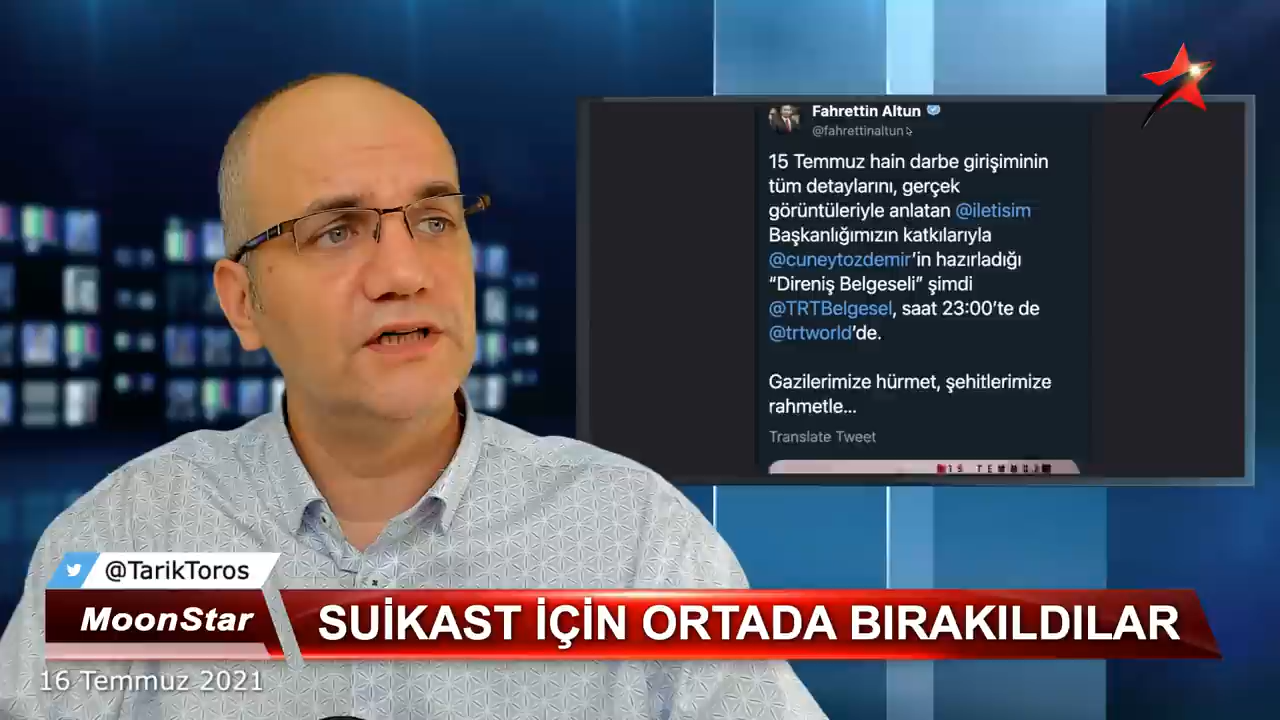 Fahrettin Altun
@fahrettinaltun
15 Temmuz hain darbe girişiminin
tüm detaylarını, gerçek
görüntüleriyle anlatan @iletisim
Başkanlığımızın katkılarıyla
@cuneytozdemir’in hazırladığı
“Direniş Belgeseli” şimdi
@TRTBelgesel, saat 23:00’te de
@trtworld’de.
Gazilerimize hürmet, şehitlerimize
rahmetle...
Translate Tweet
15 TEMMUZ
@TarikToros
MoonStar
SUİKAST İÇİN ORTADA BIRAKILDILAR
16 Temmuz 2021